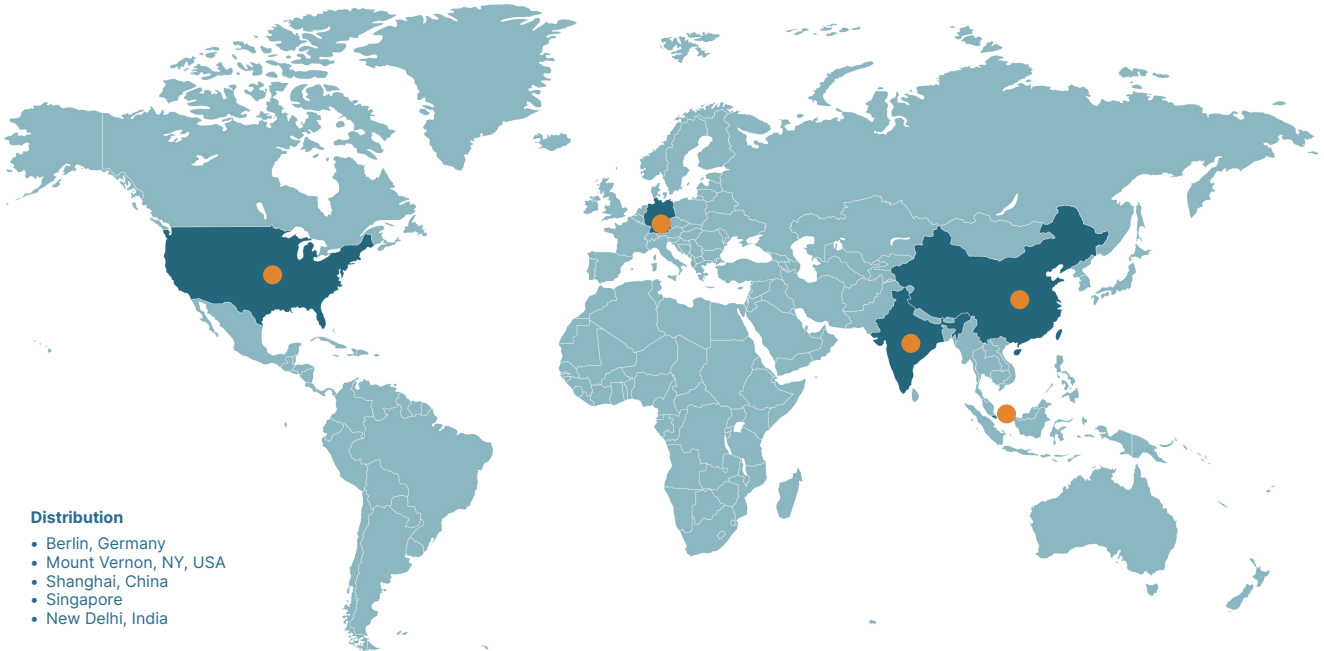 Distribution
• Berlin, Germany
• Mount Vernon, NY, USA
• Shanghai, China
• Singapore
• New Delhi, India